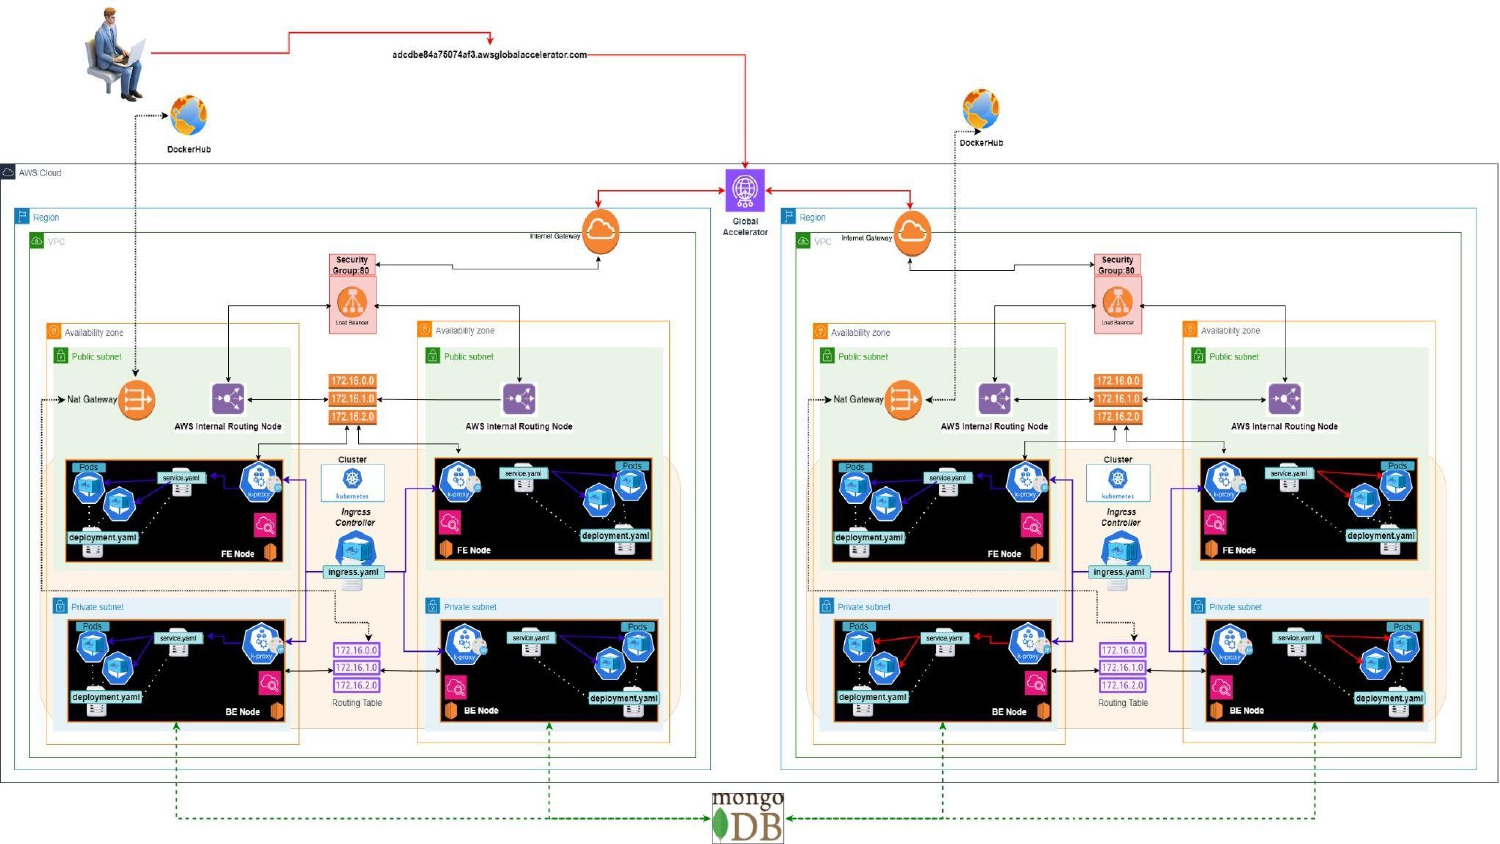 adcdbe84a75074af3.awsglobalaccelerator.com
DockerHub
DockerHub
AWS Cloud
Global
Accelerator
Region
VPC
Internet Gateway
Security
Group:80
Load Balancer
Availability zone
Public subnet
Nat Gateway
AWS Internal Routing Node
172.16.0.0
172.16.1.0
172.16.2.0
Availability zone
Public subnet
AWS Internal Routing Node
Pods
service.yaml
k-proxy
deployment.yaml
FE Node
Cluster
kubernetes
Ingress
Controller
ingress.yaml
k-proxy
service.yaml
Pods
deployment.yaml
FE Node
Private subnet
Pods
service.yaml
k-proxy
deployment.yaml
BE Node
172.16.0.0
172.16.1.0
172.16.2.0
Routing Table
Private subnet
k-proxy
service.yaml
Pods
deployment.yaml
BE Node
Region
VPC
Internet Gateway
Security
Group:80
Load Balancer
Availability zone
Public subnet
Nat Gateway
AWS Internal Routing Node
172.16.0.0
172.16.1.0
172.16.2.0
Availability zone
Public subnet
AWS Internal Routing Node
Pods
service.yaml
k-proxy
deployment.yaml
FE Node
Cluster
kubernetes
Ingress
Controller
ingress.yaml
k-proxy
service.yaml
Pods
deployment.yaml
FE Node
Private subnet
Pods
service.yaml
k-proxy
deployment.yaml
BE Node
172.16.0.0
172.16.1.0
172.16.2.0
Routing Table
Private subnet
k-proxy
service.yaml
Pods
deployment.yaml
BE Node
mongo
DB